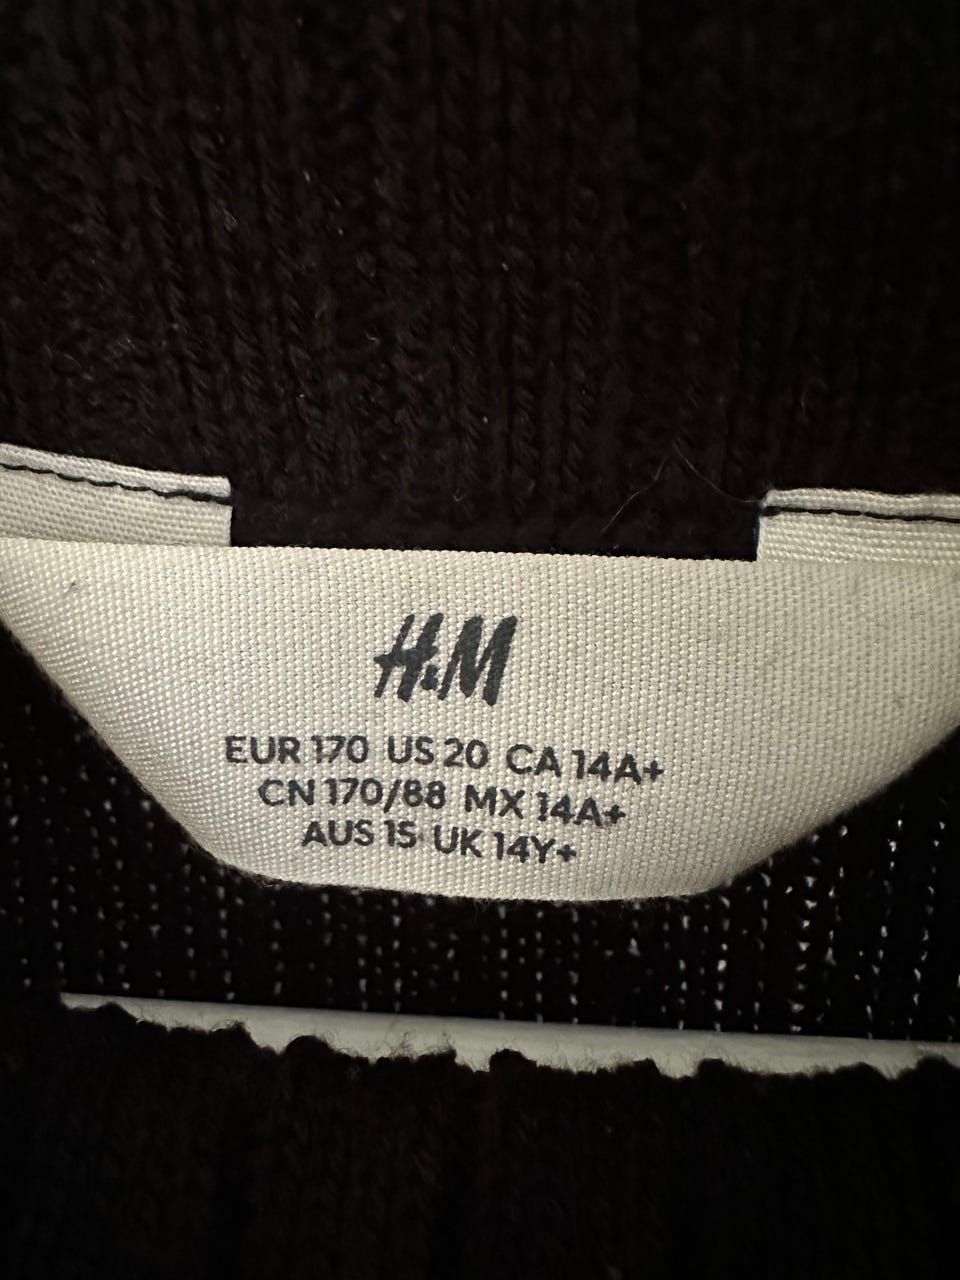 H&M
EUR 170 US 20 CA 14A+
CN 170/88 MX 14A+
AUS 15 UK 14Y+